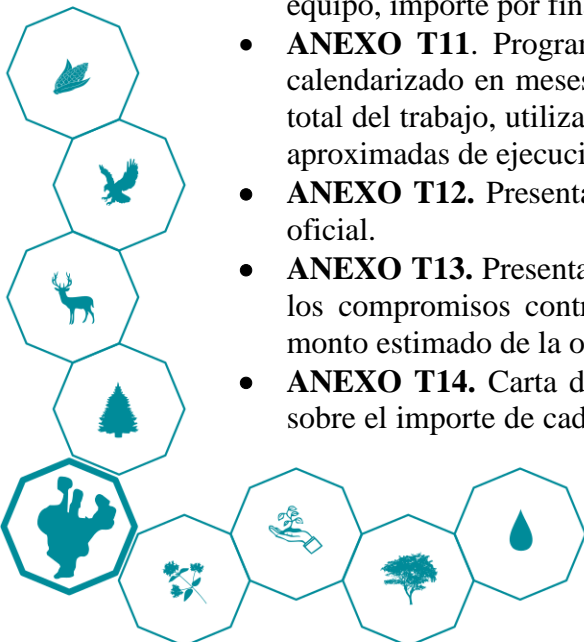 equipo, importe por fin
• ANEXO T11. Program
calendarizado en meses
total del trabajo, utiliza
aproximadas de ejecuci
• ANEXO T12. Presenta
oficial.
• ANEXO T13. Presenta
los compromisos contr
monto estimado de la o
• ANEXO T14. Carta d
sobre el importe de cad